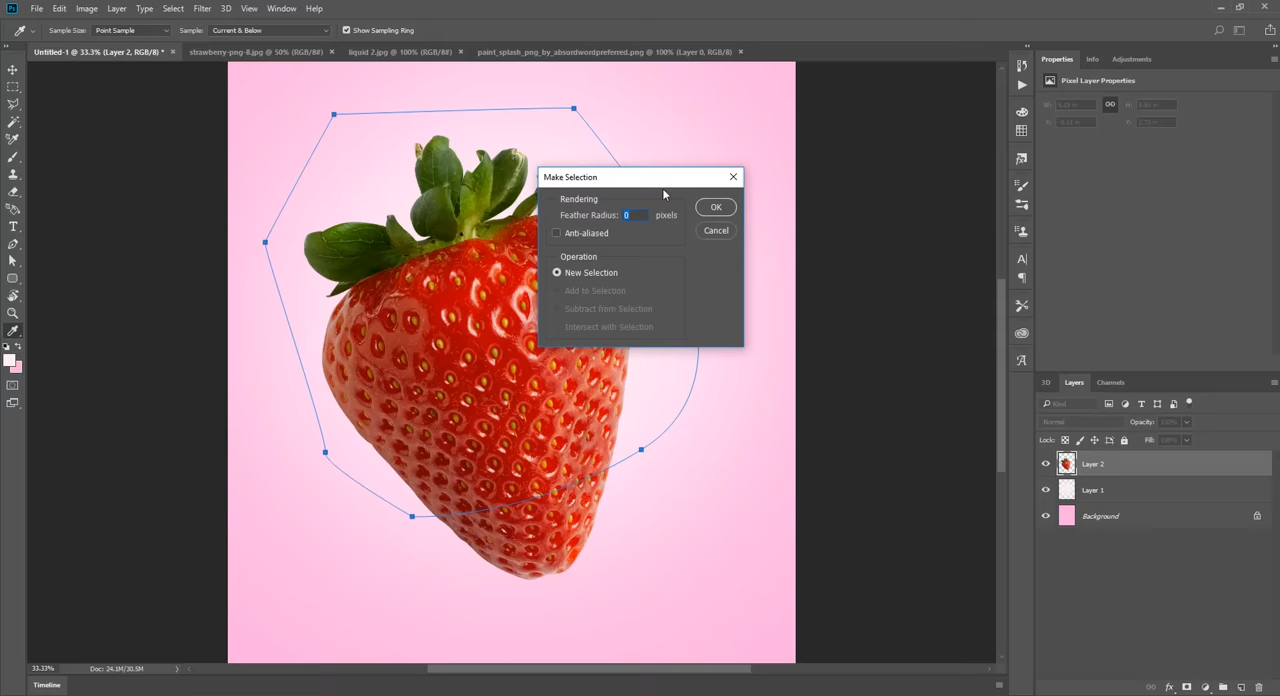 Ps File Edit Image Layer Type Select Filter 3D View Window Help
Sample Size: Point Sample Sample: Current & Below Show Sampling Ring
Untitled-1 @ 33.3% (Layer 2, RGB/8) * × strawberry-png-8.jpg @ 50% (RGB/8#) × liquid 2.jpg @ 100% (RGB/8#) × paint_splash_png_by_absurdwordpreferred.png @ 100% (Layer 0, RGB/8) ×
Properties Info Adjustments
Pixel Layer Properties
W: H:
X: Y:
Make Selection
Rendering
Feather Radius: 0 pixels
OK
Anti-aliased
Cancel
Operation
New Selection
Add to Selection
Subtract from Selection
Intersect with Selection
3D Layers Channels
Kind
Normal Opacity: 100%
Lock: Fill: 100%
Layer 2
Layer 1
Background
33.33% Doc: 24.1M/30.5M
Timeline